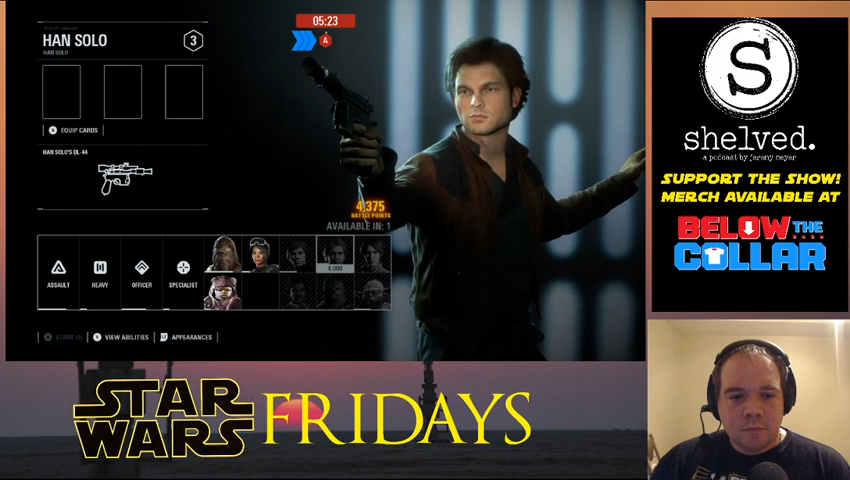 HAN SOLO
HAN SOLO
3
EQUIP CARDS
HAN SOLO'S DL-44
05:23
A
4,375
BATTLE POINTS
AVAILABLE IN: 1
ASSAULT
HEAVY
OFFICER
SPECIALIST
4,000
START (1)
VIEW ABILITIES
APPEARANCES
S
shelved.
a podcast by jeremy meyer
SUPPORT THE SHOW!
MERCH AVAILABLE AT
BELOW THE
COLLAR
STAR
WARS
FRIDAYS